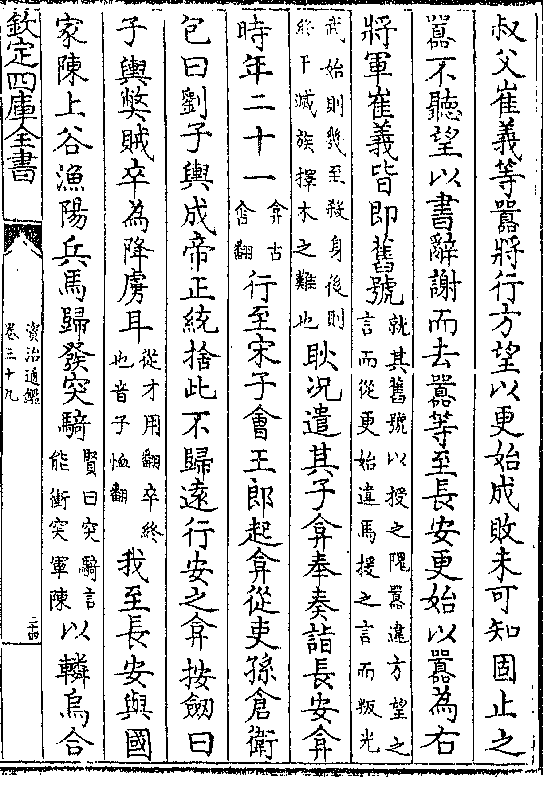 叔父崔義等囂將行方望以更始成敗未可知固止之
囂不聽望以書辭謝而去囂等至長安更始以囂為右
將軍崔義皆即舊號就其舊號以授之隗囂違方望之
言而從更始違馬援之言而叛光
武始則幾至殺身後則
終于滅族擇木之難也耿况遣其子弇奉奏詣長安弇
時年二十一弇古
含翻行至宋子會王郎起弇從吏孫倉衛
包曰劉子輿成帝正統捨此不歸遠行安之弇按劒曰
子輿獘賊卒為降虜耳從才用翻卒終
也音子恤翻我至長安與國
家陳上谷漁陽兵馬歸發突騎賢曰突騎言
能衝突軍陳以轔烏合
欽定四庫全書
資治通鑑
卷三十九
二十四